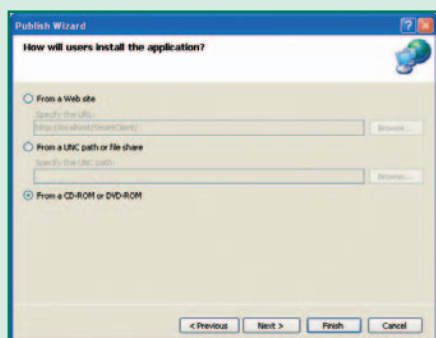 Publish Wizard
How will users install the application?
From a Web site
Specify the URL:
http://localhost/SmartClient/
Browse...
From a UNC path or file share
Specify the UNC path:
Browse...
From a CD-ROM or DVD-ROM
< Previous
Next >
Finish
Cancel